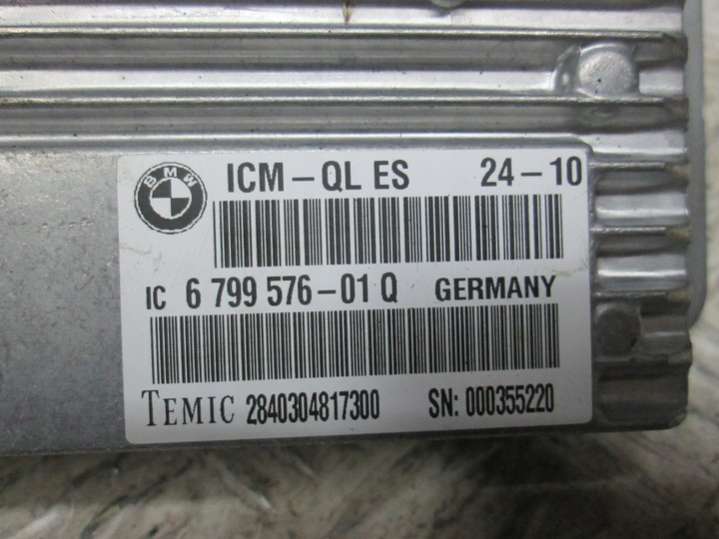 BMW ICM-QL ES 24-10
IC 6 799 576-01 Q GERMANY
TEMIC 2840304817300 SN: 000355220